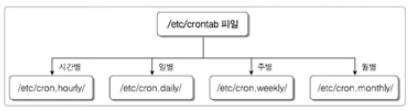 /etc/crontab 파일
시간별 일별 주별 월별
/etc/cron.hourly/ /etc/cron.daily/ /etc/cron.weekly/ /etc/cron.monthly/